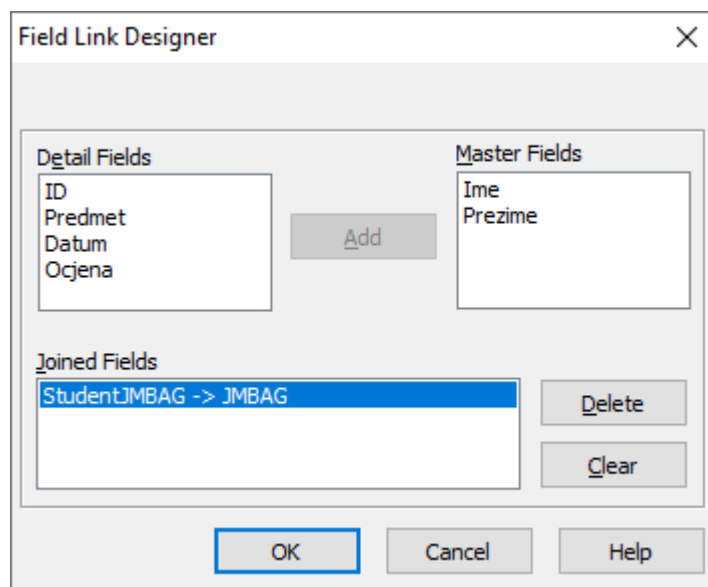 Field Link Designer
Detail Fields
ID
Predmet
Datum
Ocjena
Add
Master Fields
Ime
Prezime
Joined Fields
StudentJMBAG -> JMBAG
Delete
Clear
OK
Cancel
Help